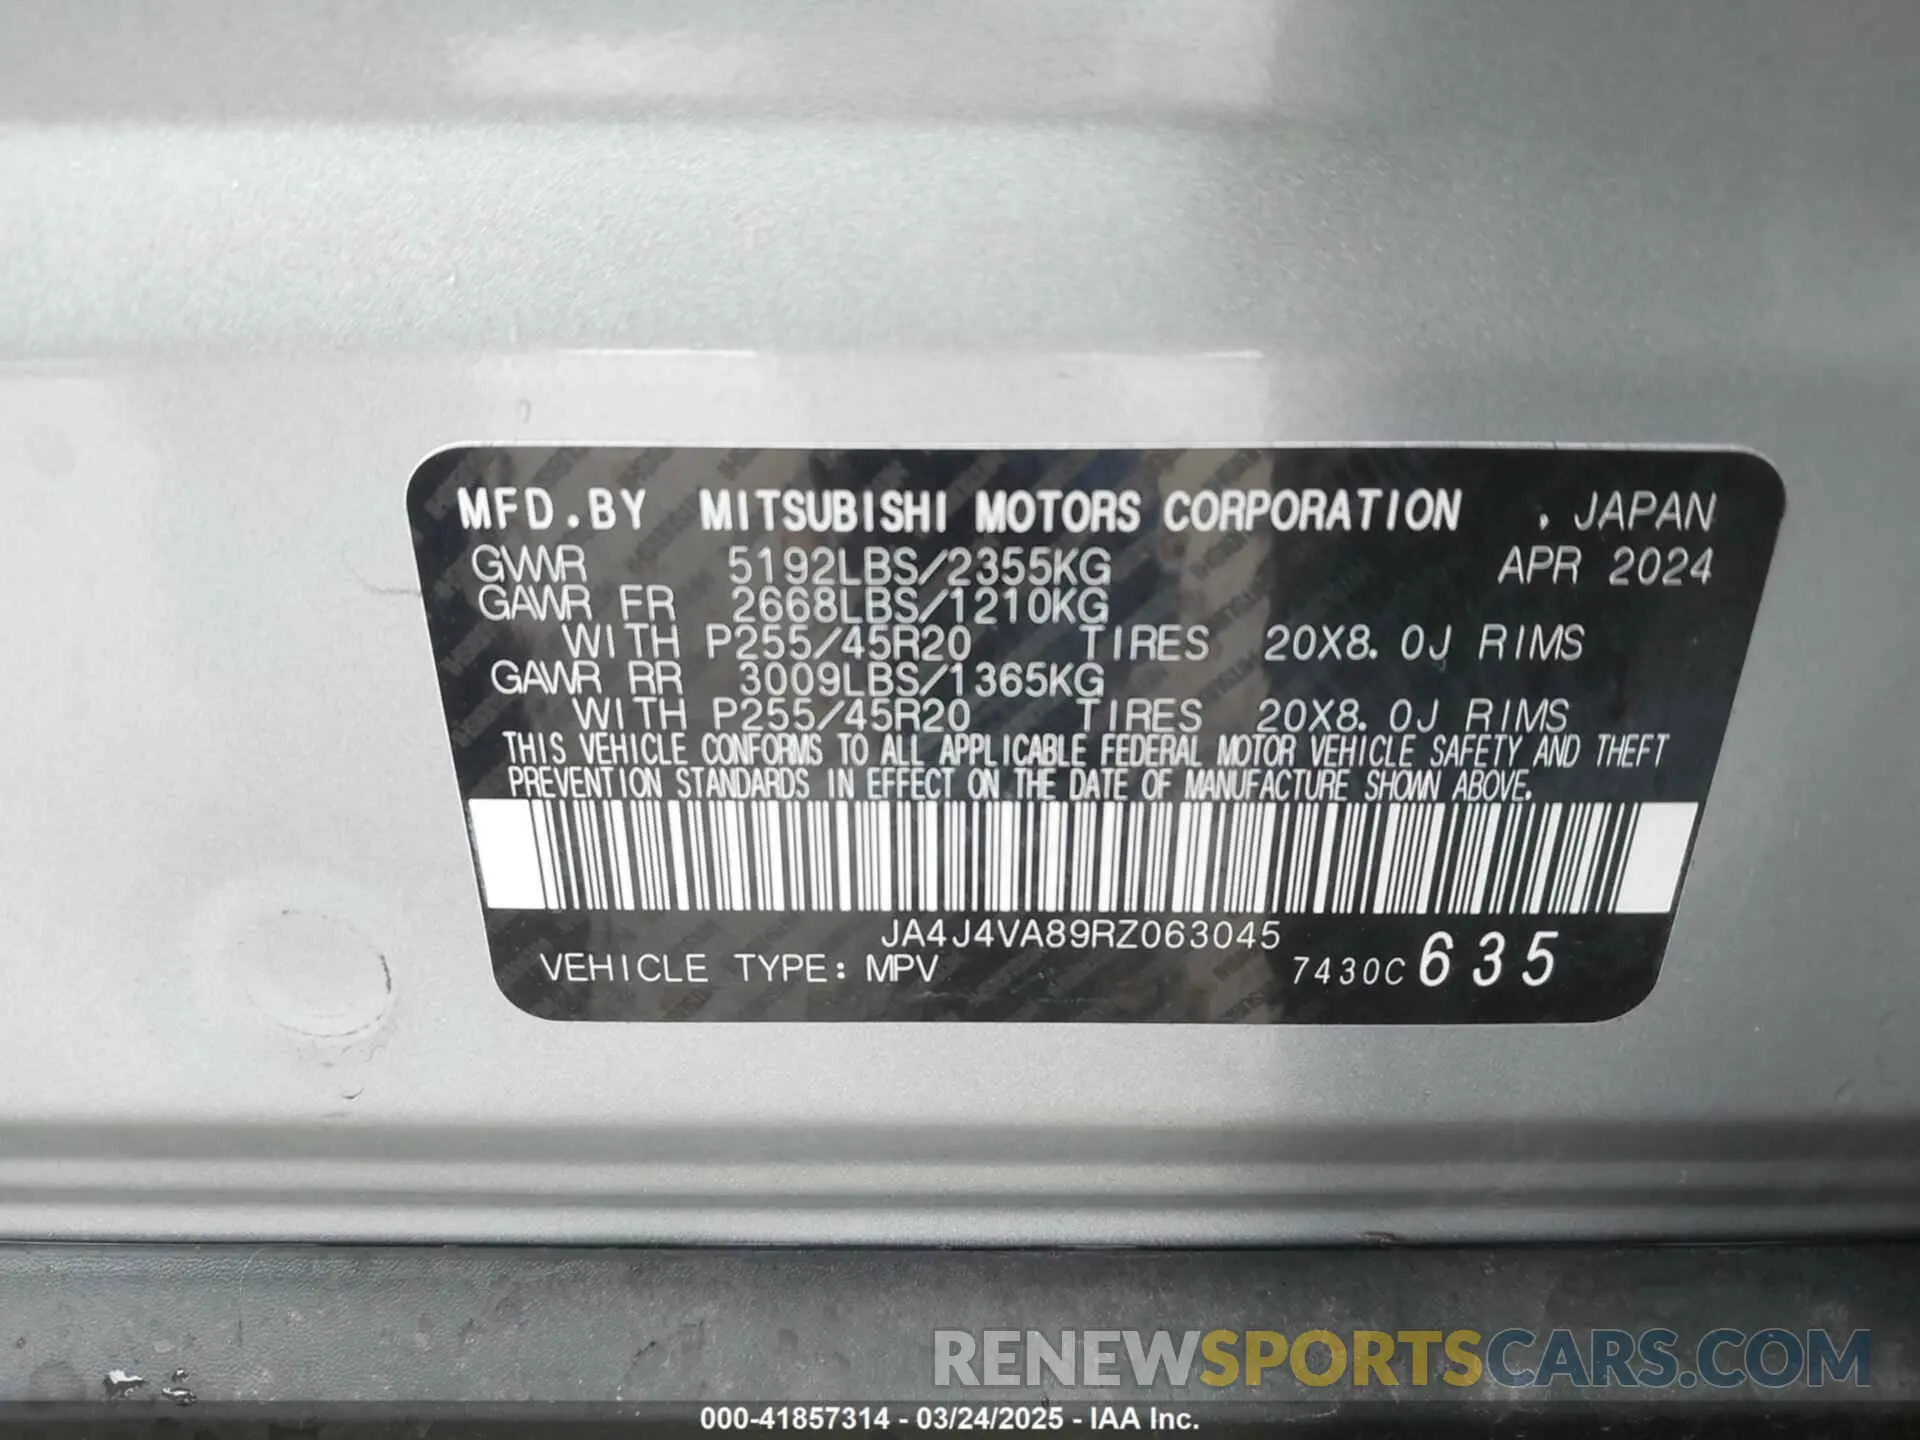 MFD.BY MITSUBISHI MOTORS CORPORATION , JAPAN
GVWR 5192LBS/2355KG APR 2024
GAWR FR 2668LBS/1210KG
WITH P255/45R20 TIRES 20X8.0J RIMS
GAWR RR 3009LBS/1365KG
WITH P255/45R20 TIRES 20X8.0J RIMS
THIS VEHICLE CONFORMS TO ALL APPLICABLE FEDERAL MOTOR VEHICLE SAFETY AND THEFT
PREVENTION STANDARDS IN EFFECT ON THE DATE OF MANUFACTURE SHOWN ABOVE.
JA4J4VA89RZ063045
VEHICLE TYPE: MPV 7430C 635
RENEWSPORTSCARS.COM
000-41857314 - 03/24/2025 - IAA Inc.